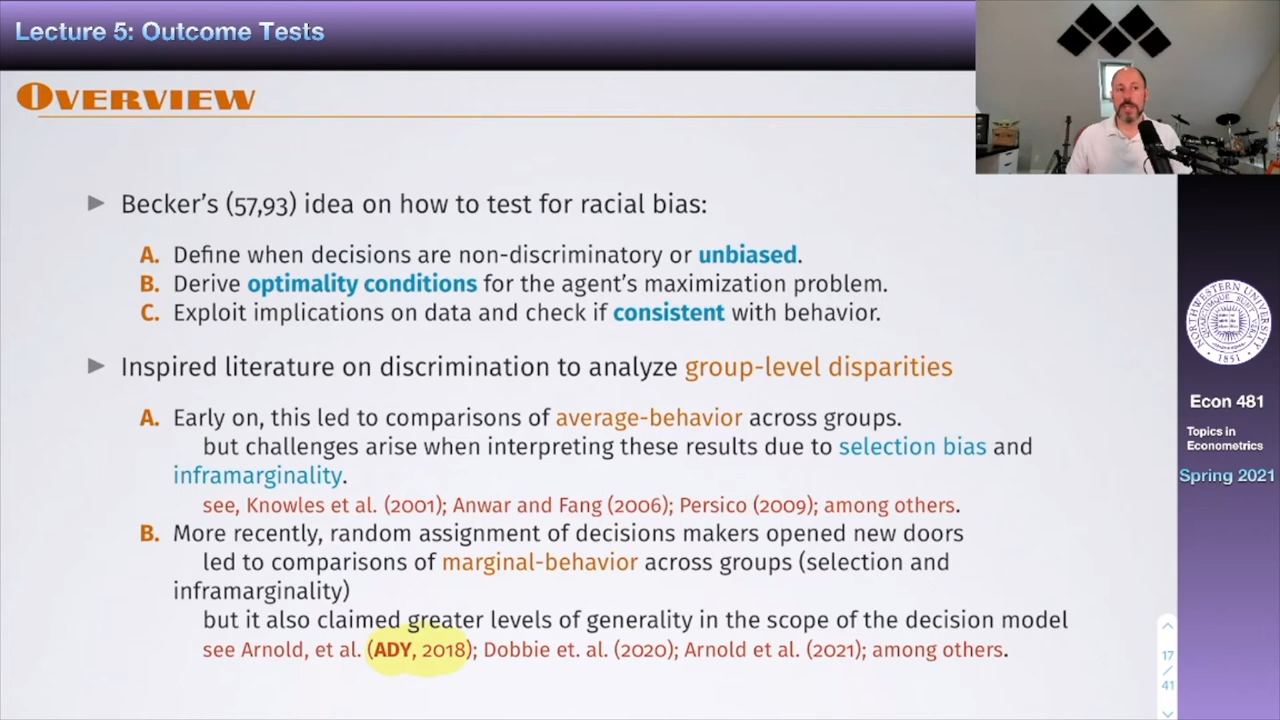 Lecture 5: Outcome Tests
OVERVIEW
Becker's (57,93) idea on how to test for racial bias:
A. Define when decisions are non-discriminatory or unbiased.
B. Derive optimality conditions for the agent's maximization problem.
C. Exploit implications on data and check if consistent with behavior.
Inspired literature on discrimination to analyze group-level disparities
A. Early on, this led to comparisons of average-behavior across groups.
but challenges arise when interpreting these results due to selection bias and
inframarginality.
see, Knowles et al. (2001); Anwar and Fang (2006); Persico (2009); among others.
B. More recently, random assignment of decisions makers opened new doors
led to comparisons of marginal-behavior across groups (selection and
inframarginality)
but it also claimed greater levels of generality in the scope of the decision model
see Arnold, et al. (ADY, 2018); Dobbie et. al. (2020); Arnold et al. (2021); among others.
NORTHWESTERN UNIVERSITY
1851
Econ 481
Topics in
Econometrics
Spring 2021
17
/
41